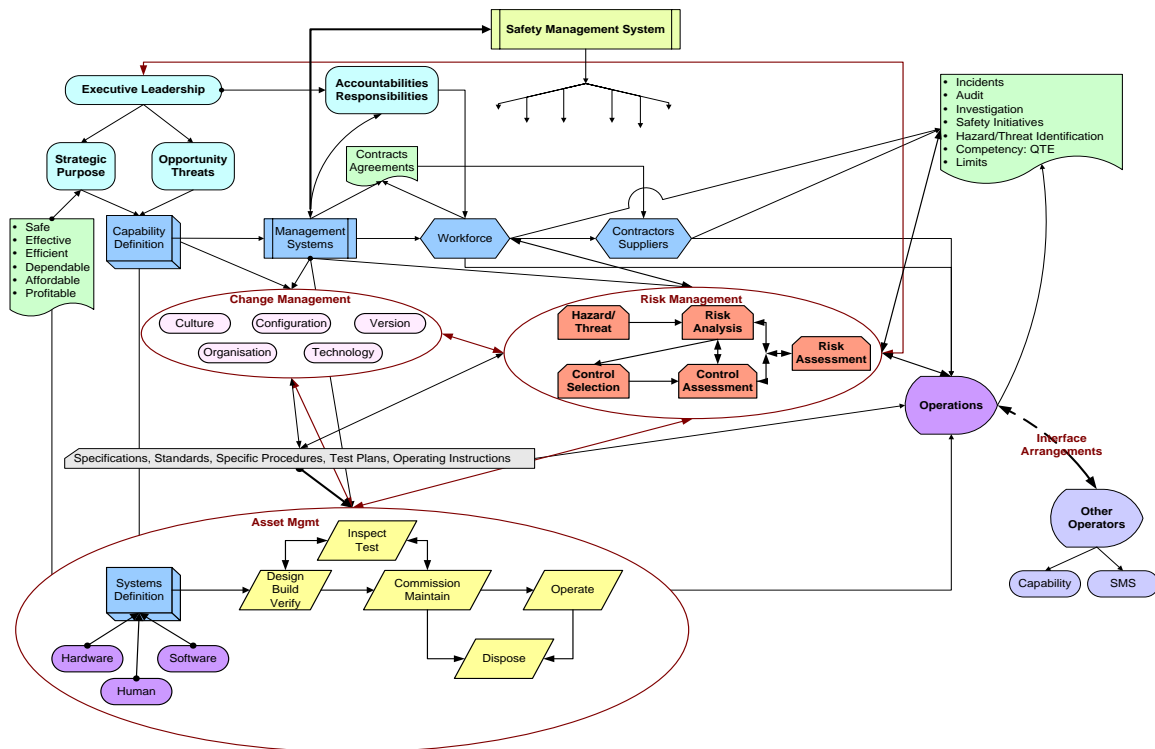 Safety Management System
Executive Leadership
Accountabilities
Responsibilities
• Incidents
• Audit
• Investigation
• Safety Initiatives
• Hazard/Threat Identification
• Competency: QTE
• Limits
Strategic
Purpose
Opportunity
Threats
Contracts
Agreements
• Safe
• Effective
• Efficient
• Dependable
• Affordable
• Profitable
Capability
Definition
Management
Systems
Workforce
Contractors
Suppliers
Change Management
Culture
Configuration
Version
Organisation
Technology
Risk Management
Hazard/
Threat
Risk
Analysis
Risk
Assessment
Control
Selection
Control
Assessment
Operations
Interface
Arrangements
Specifications, Standards, Specific Procedures, Test Plans, Operating Instructions
Other
Operators
Capability
SMS
Asset Mgmt
Inspect
Test
Systems
Definition
Design
Build
Verify
Commission
Maintain
Operate
Dispose
Hardware
Software
Human